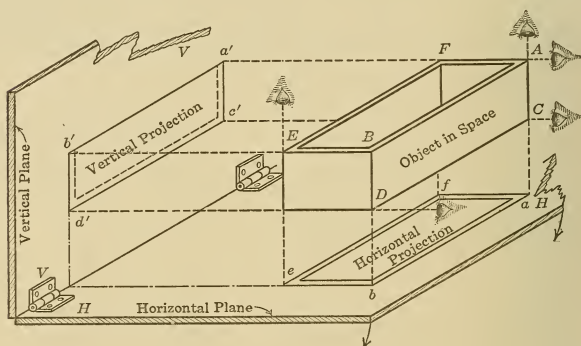 V
a'
F
A
c'
C
b'
Vertical Projection
E
B
Object in Space
Vertical Plane
d'
D
f
a
H
Horizontal
Projection
e
b
V
H
Horizontal Plane